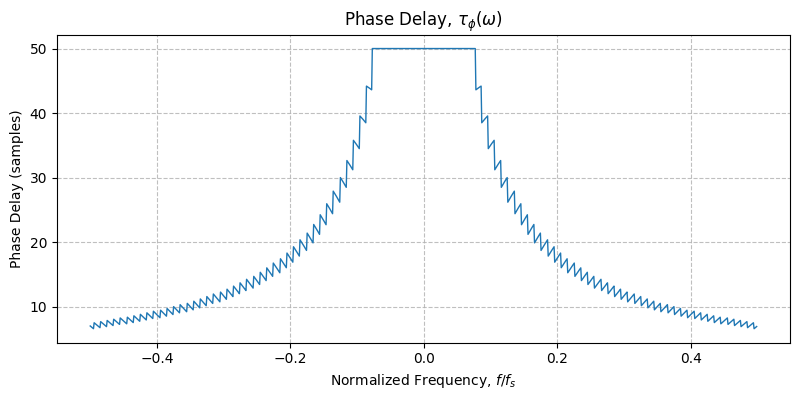 Phase Delay, τϕ(ω)
Phase Delay (samples)
50
40
30
20
10
−0.4 −0.2 0.0 0.2 0.4
Normalized Frequency, f/fs